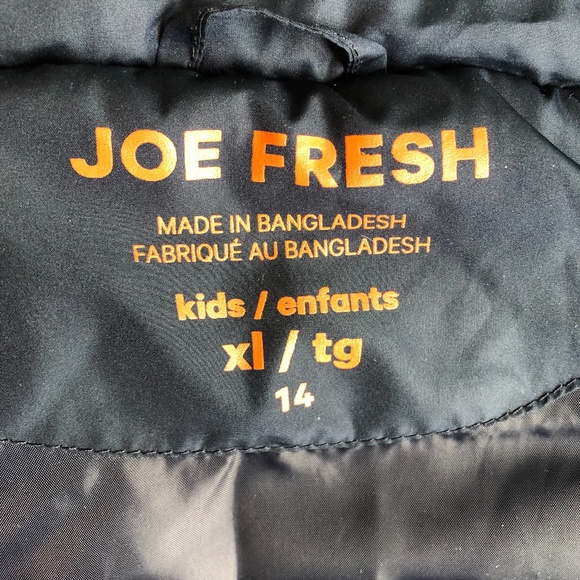 JOE FRESH
MADE IN BANGLADESH
FABRIQUÉ AU BANGLADESH
kids / enfants
xl / tg
14